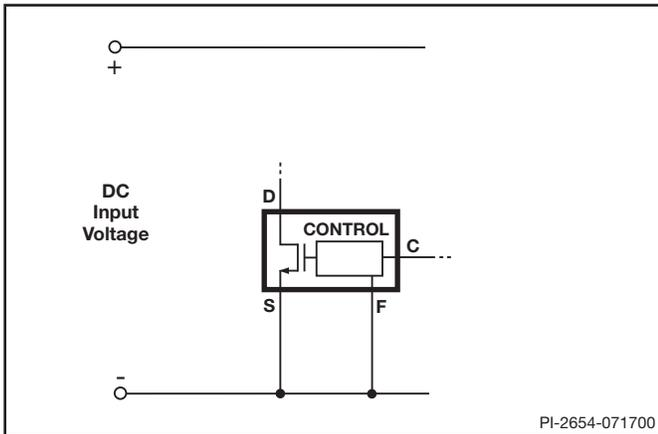 +
DC
Input
Voltage
D
CONTROL
C
S
F
-
PI-2654-071700